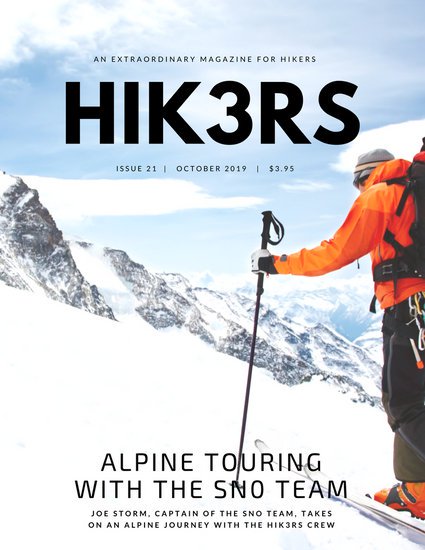 AN EXTRAORDINARY MAGAZINE FOR HIKERS
HIK3RS
ISSUE 21 | OCTOBER 2019 | $3,95
ALPINE TOURING
WITH THE SN0 TEAM
JOE STORM, CAPTAIN OF THE SNO TEAM, TAKES
ON AN ALPINE JOURNEY WITH THE HIK3RS CREW